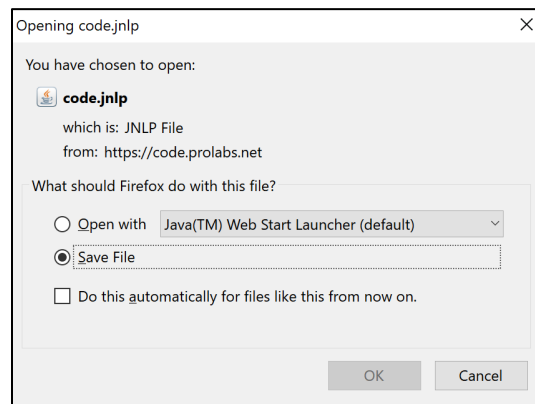 Opening code.jnlp
You have chosen to open:
code.jnlp
which is: JNLP File
from: https://code.prolabs.net
What should Firefox do with this file?
Open with Java(TM) Web Start Launcher (default)
Save File
Do this automatically for files like this from now on.
OK Cancel